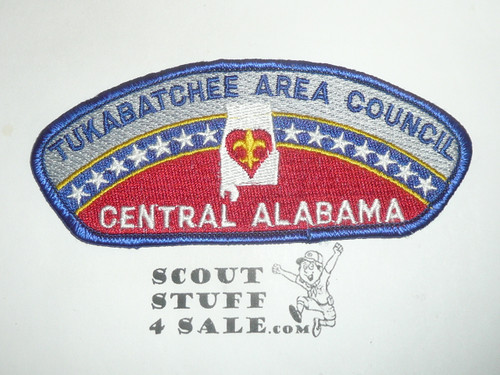 TUKABATCHEE AREA COUNCIL
CENTRAL ALABAMA
SCOUT
STUFF
4 SALE.COM